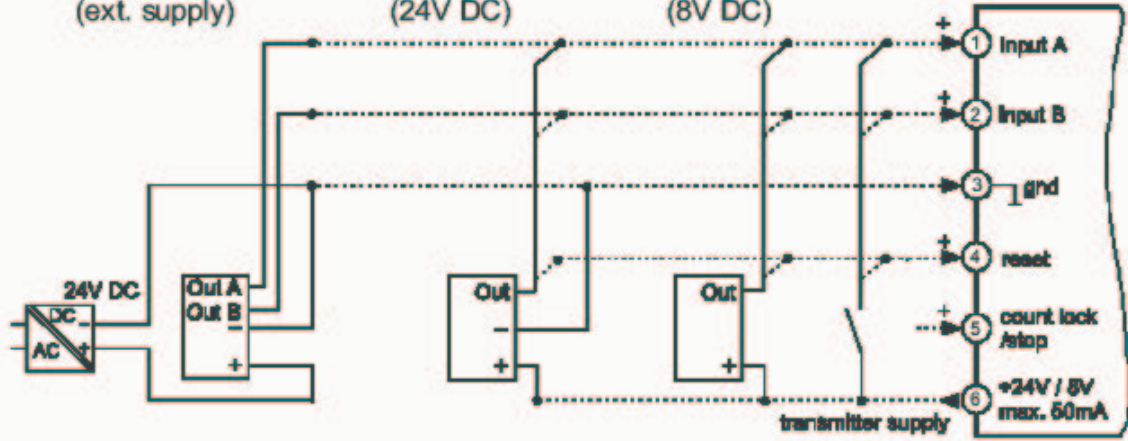 (ext. supply)
(24V DC)
(8V DC)
+
1
Input A
+
2
Input B
3
gnd
+
4
reset
24V DC
Out A
Out B
−
+
DC
−
AC
+
Out
−
+
Out
+
+
5
count lock
/stop
6
+24V / 8V
max. 50mA
transmitter supply